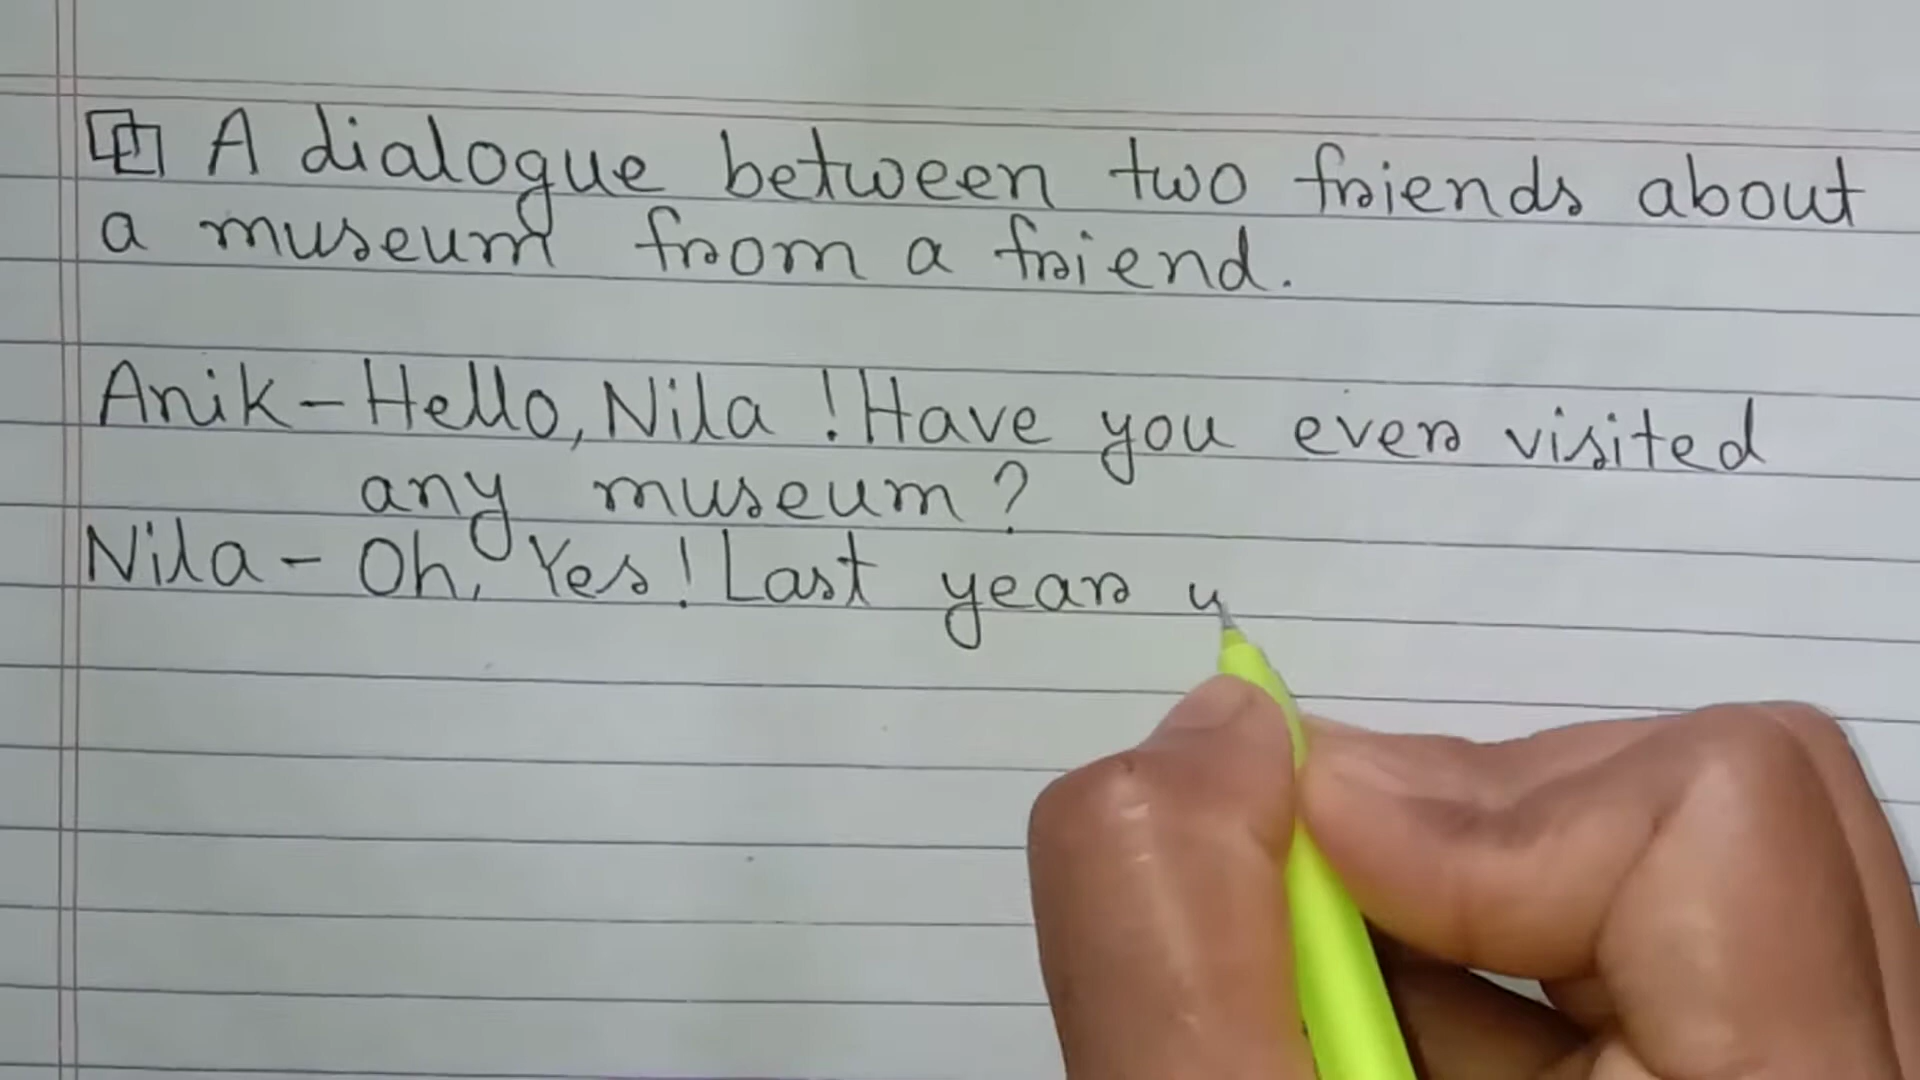 A dialogue between two friends about
a museum from a friend.
Anik - Hello, Nila ! Have you ever visited
any museum ?
Nila - Oh, Yes ! Last year